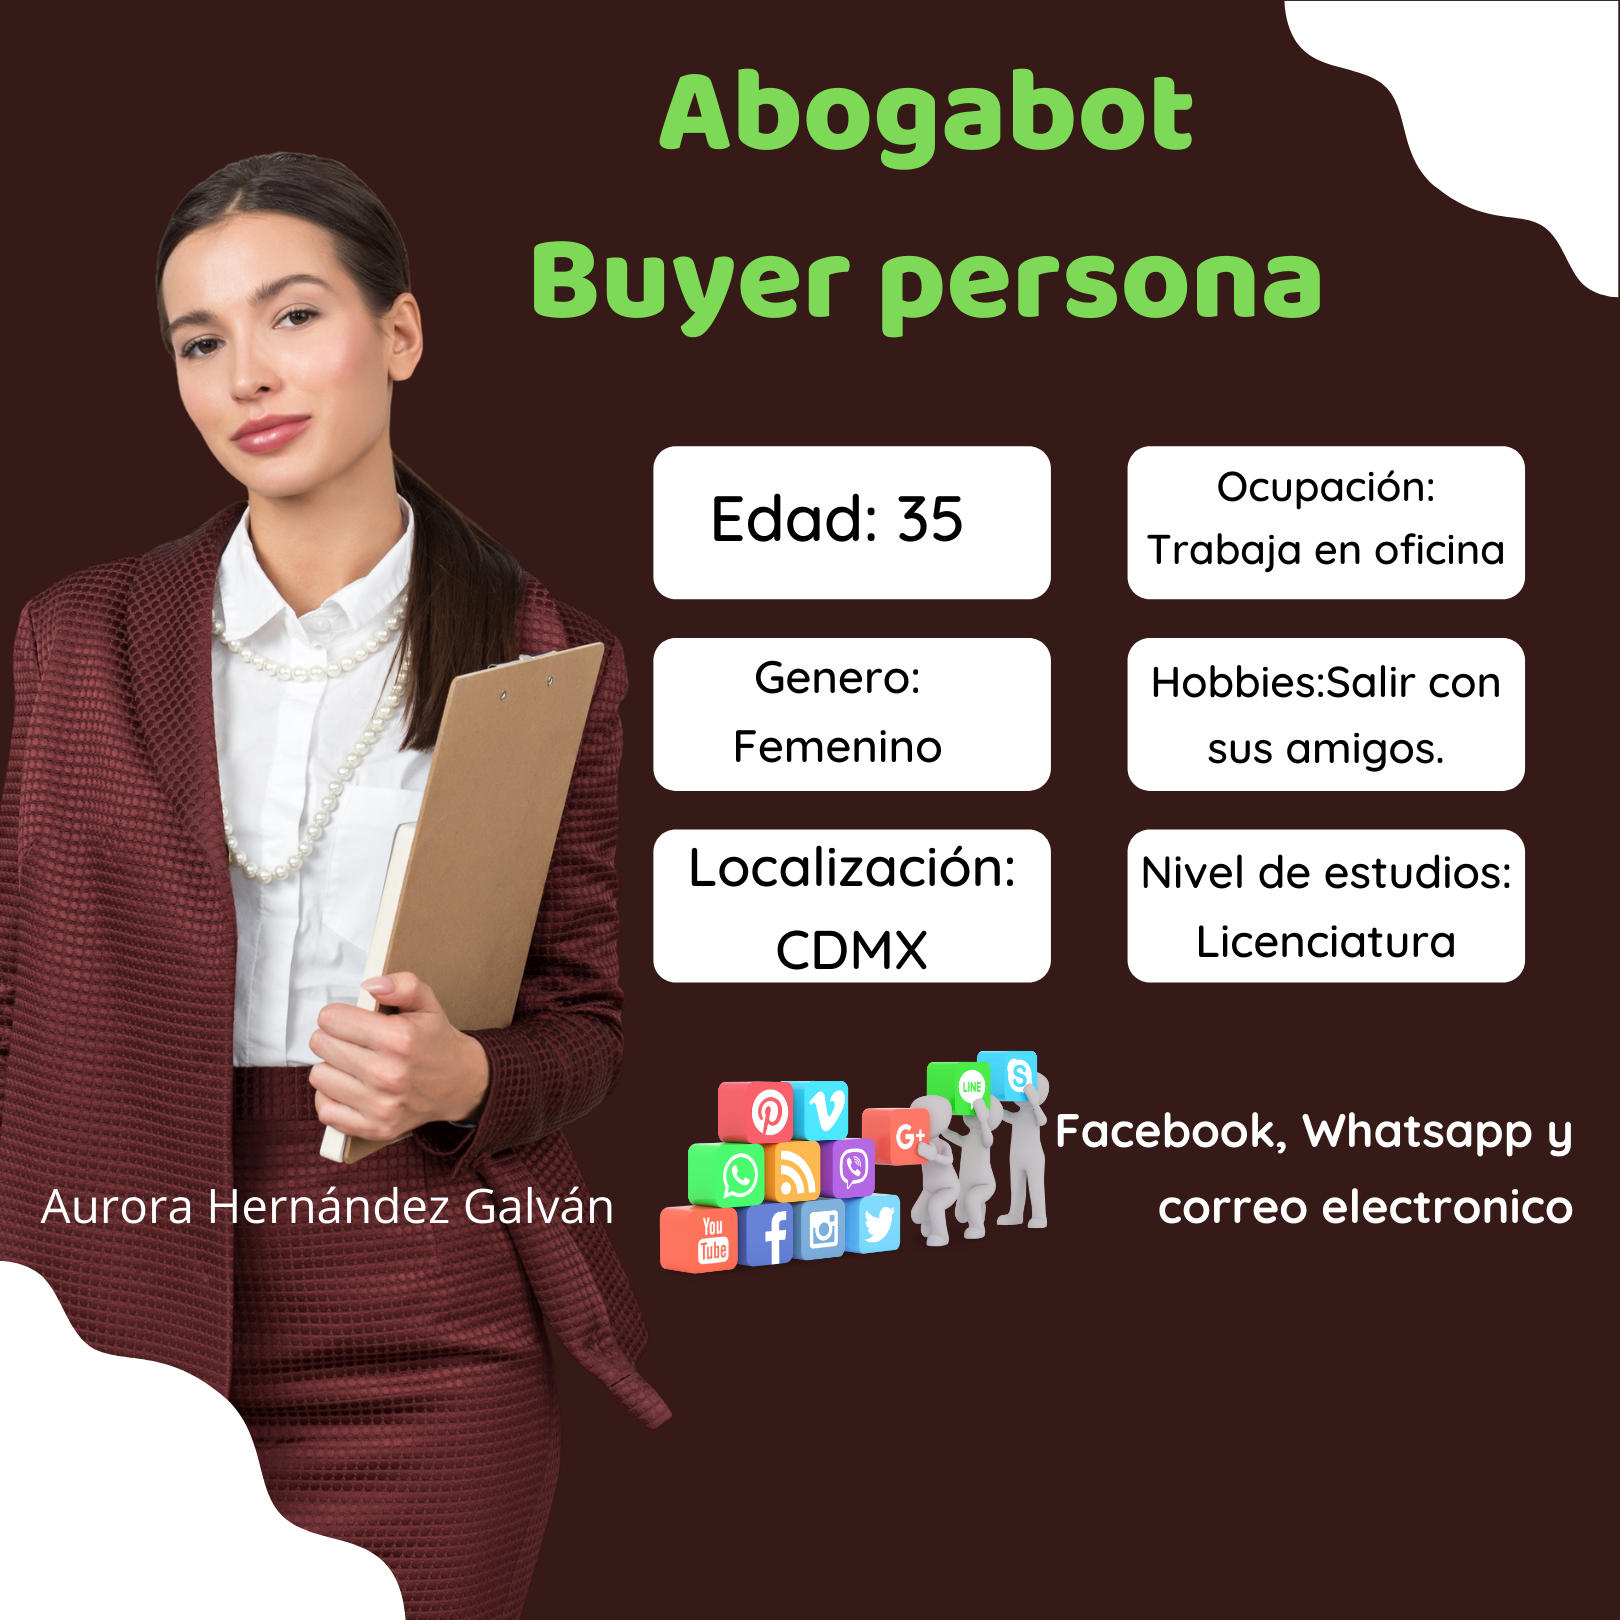 Abogabot
Buyer persona
Edad: 35
Ocupación:
Trabaja en oficina
Genero:
Femenino
Hobbies:Salir con
sus amigos.
Localización:
CDMX
Nivel de estudios:
Licenciatura
LINE
S
G+
You
Tube
Facebook, Whatsapp y
correo electronico
Aurora Hernández Galván